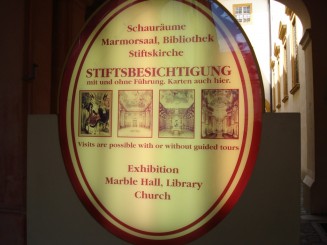 Schauräume
Marmorsaal, Bibliothek
Stiftskirche
STIFTSBESICHTIGUNG
mit und ohne Führung. Karten auch hier.
Visits are possible with or without guided tours
Exhibition
Marble Hall, Library
Church